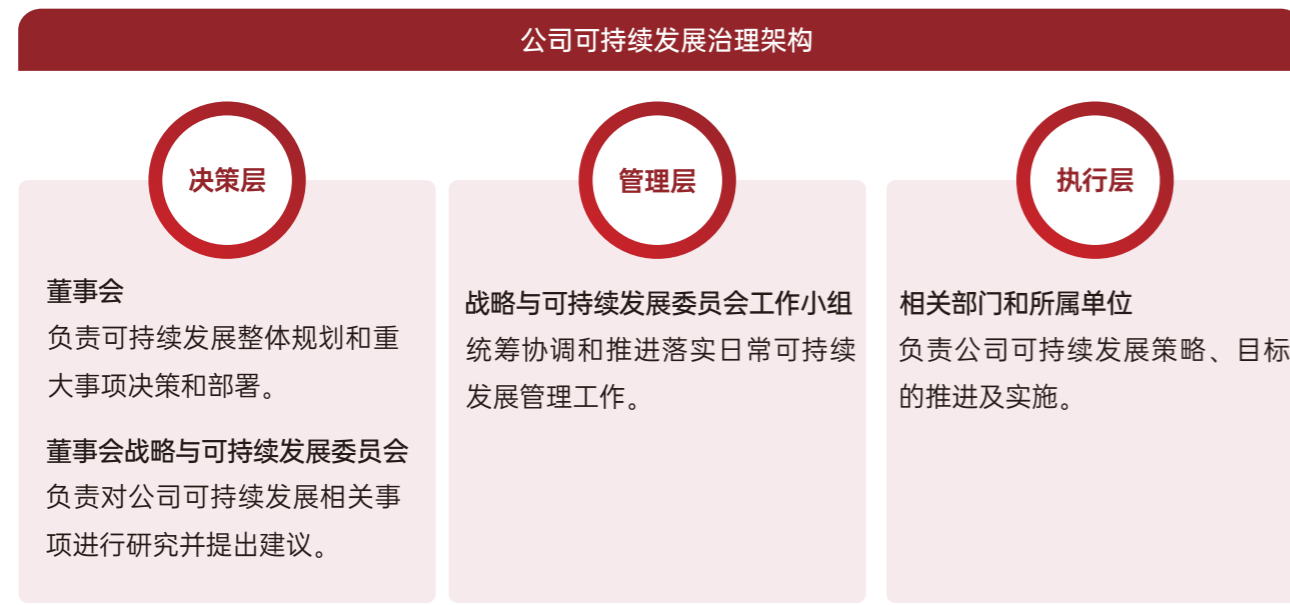 公司可持续发展治理架构
决策层
董事会
负责可持续发展整体规划和重
大事项决策和部署。
董事会战略与可持续发展委员会
负责对公司可持续发展相关事
项进行研究并提出建议。
管理层
战略与可持续发展委员会工作小组
统筹协调和推进落实日常可持续
发展管理工作。
执行层
相关部门和所属单位
负责公司可持续发展策略、目标
的推进及实施。